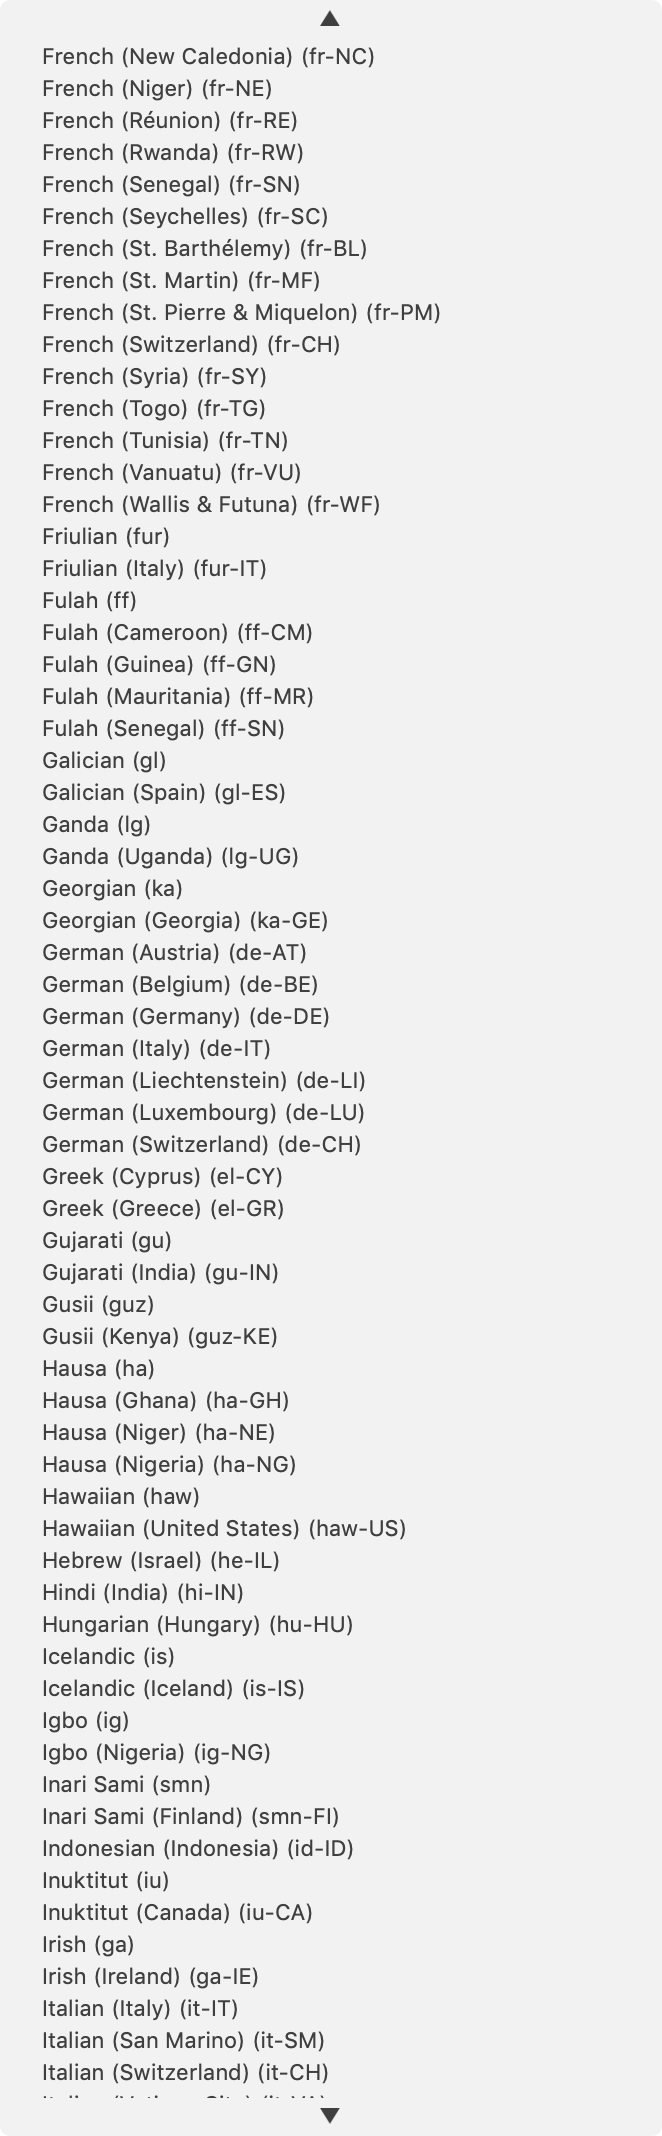 French (New Caledonia) (fr-NC)
French (Niger) (fr-NE)
French (Réunion) (fr-RE)
French (Rwanda) (fr-RW)
French (Senegal) (fr-SN)
French (Seychelles) (fr-SC)
French (St. Barthélemy) (fr-BL)
French (St. Martin) (fr-MF)
French (St. Pierre & Miquelon) (fr-PM)
French (Switzerland) (fr-CH)
French (Syria) (fr-SY)
French (Togo) (fr-TG)
French (Tunisia) (fr-TN)
French (Vanuatu) (fr-VU)
French (Wallis & Futuna) (fr-WF)
Friulian (fur)
Friulian (Italy) (fur-IT)
Fulah (ff)
Fulah (Cameroon) (ff-CM)
Fulah (Guinea) (ff-GN)
Fulah (Mauritania) (ff-MR)
Fulah (Senegal) (ff-SN)
Galician (gl)
Galician (Spain) (gl-ES)
Ganda (lg)
Ganda (Uganda) (lg-UG)
Georgian (ka)
Georgian (Georgia) (ka-GE)
German (Austria) (de-AT)
German (Belgium) (de-BE)
German (Germany) (de-DE)
German (Italy) (de-IT)
German (Liechtenstein) (de-LI)
German (Luxembourg) (de-LU)
German (Switzerland) (de-CH)
Greek (Cyprus) (el-CY)
Greek (Greece) (el-GR)
Gujarati (gu)
Gujarati (India) (gu-IN)
Gusii (guz)
Gusii (Kenya) (guz-KE)
Hausa (ha)
Hausa (Ghana) (ha-GH)
Hausa (Niger) (ha-NE)
Hausa (Nigeria) (ha-NG)
Hawaiian (haw)
Hawaiian (United States) (haw-US)
Hebrew (Israel) (he-IL)
Hindi (India) (hi-IN)
Hungarian (Hungary) (hu-HU)
Icelandic (is)
Icelandic (Iceland) (is-IS)
Igbo (ig)
Igbo (Nigeria) (ig-NG)
Inari Sami (smn)
Inari Sami (Finland) (smn-FI)
Indonesian (Indonesia) (id-ID)
Inuktitut (iu)
Inuktitut (Canada) (iu-CA)
Irish (ga)
Irish (Ireland) (ga-IE)
Italian (Italy) (it-IT)
Italian (San Marino) (it-SM)
Italian (Switzerland) (it-CH)